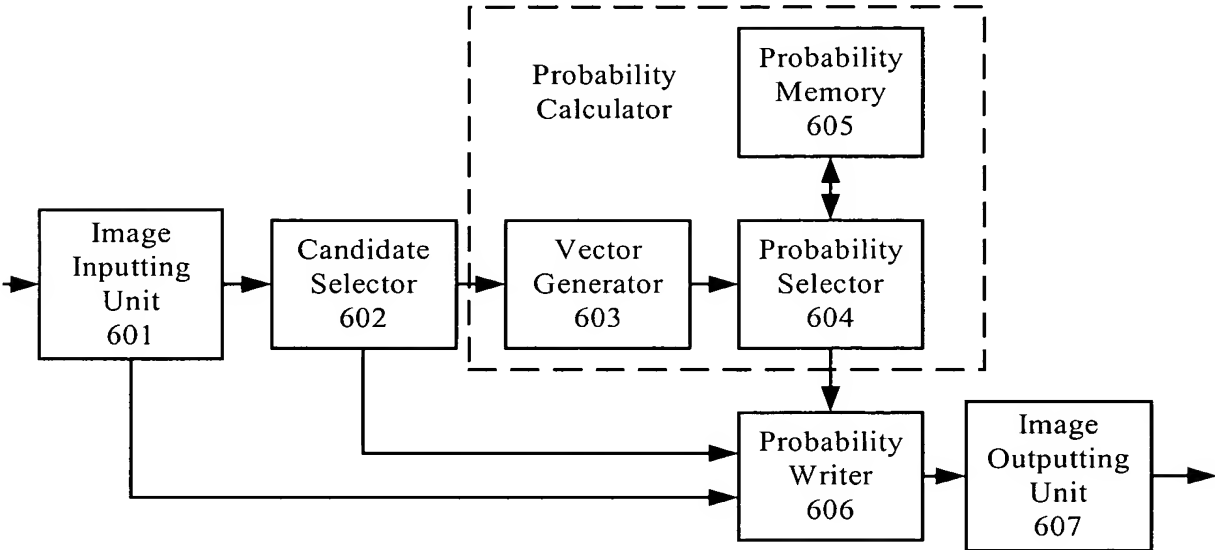 Probability
Calculator
Probability
Memory
605
Image
Inputting
Unit
601
Candidate
Selector
602
Vector
Generator
603
Probability
Selector
604
Probability
Writer
606
Image
Outputting
Unit
607